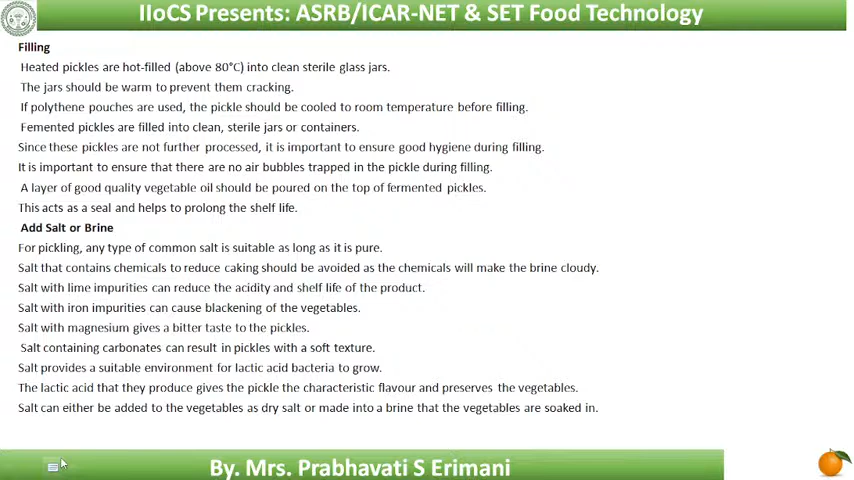 IIoCS Presents: ASRB/ICAR-NET & SET Food Technology
Filling
Heated pickles are hot-filled (above 80°C) into clean sterile glass jars.
The jars should be warm to prevent them cracking.
If polythene pouches are used, the pickle should be cooled to room temperature before filling.
Femented pickles are filled into clean, sterile jars or containers.
Since these pickles are not further processed, it is important to ensure good hygiene during filling.
It is important to ensure that there are no air bubbles trapped in the pickle during filling.
A layer of good quality vegetable oil should be poured on the top of fermented pickles.
This acts as a seal and helps to prolong the shelf life.
Add Salt or Brine
For pickling, any type of common salt is suitable as long as it is pure.
Salt that contains chemicals to reduce caking should be avoided as the chemicals will make the brine cloudy.
Salt with lime impurities can reduce the acidity and shelf life of the product.
Salt with iron impurities can cause blackening of the vegetables.
Salt with magnesium gives a bitter taste to the pickles.
Salt containing carbonates can result in pickles with a soft texture.
Salt provides a suitable environment for lactic acid bacteria to grow.
The lactic acid that they produce gives the pickle the characteristic flavour and preserves the vegetables.
Salt can either be added to the vegetables as dry salt or made into a brine that the vegetables are soaked in.
By. Mrs. Prabhavati S Erimani